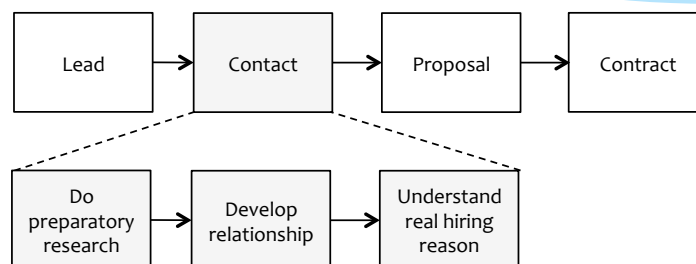 Lead
Contact
Proposal
Contract
Do
preparatory
research
Develop
relationship
Understand
real hiring
reason